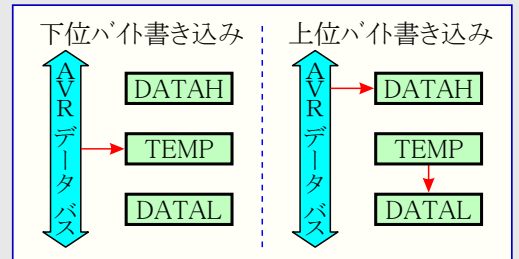 下位バイト書き込み
AVRデータ バス
DATAH
TEMP
DATAL
上位バイト書き込み
AVRデータ バス
DATAH
TEMP
DATAL